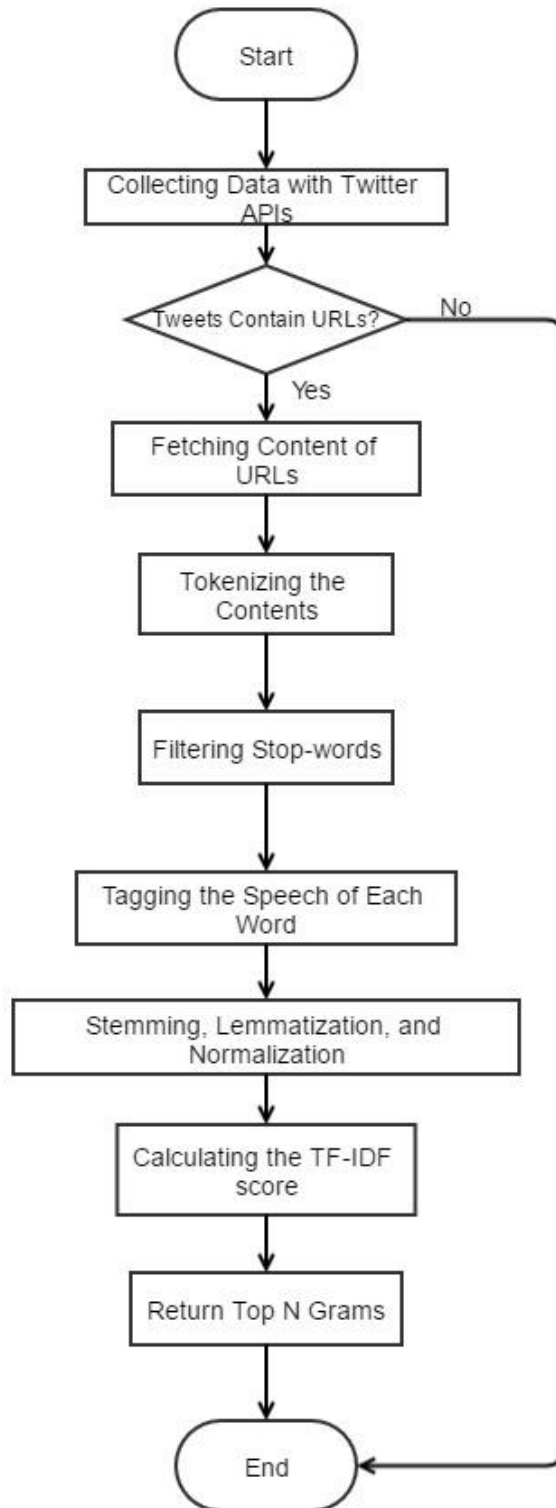 Start
Collecting Data with Twitter
APIs
Tweets Contain URLs?
No
Yes
Fetching Content of
URLs
Tokenizing the
Contents
Filtering Stop-words
Tagging the Speech of Each
Word
Stemming, Lemmatization, and
Normalization
Calculating the TF-IDF
score
Return Top N Grams
End